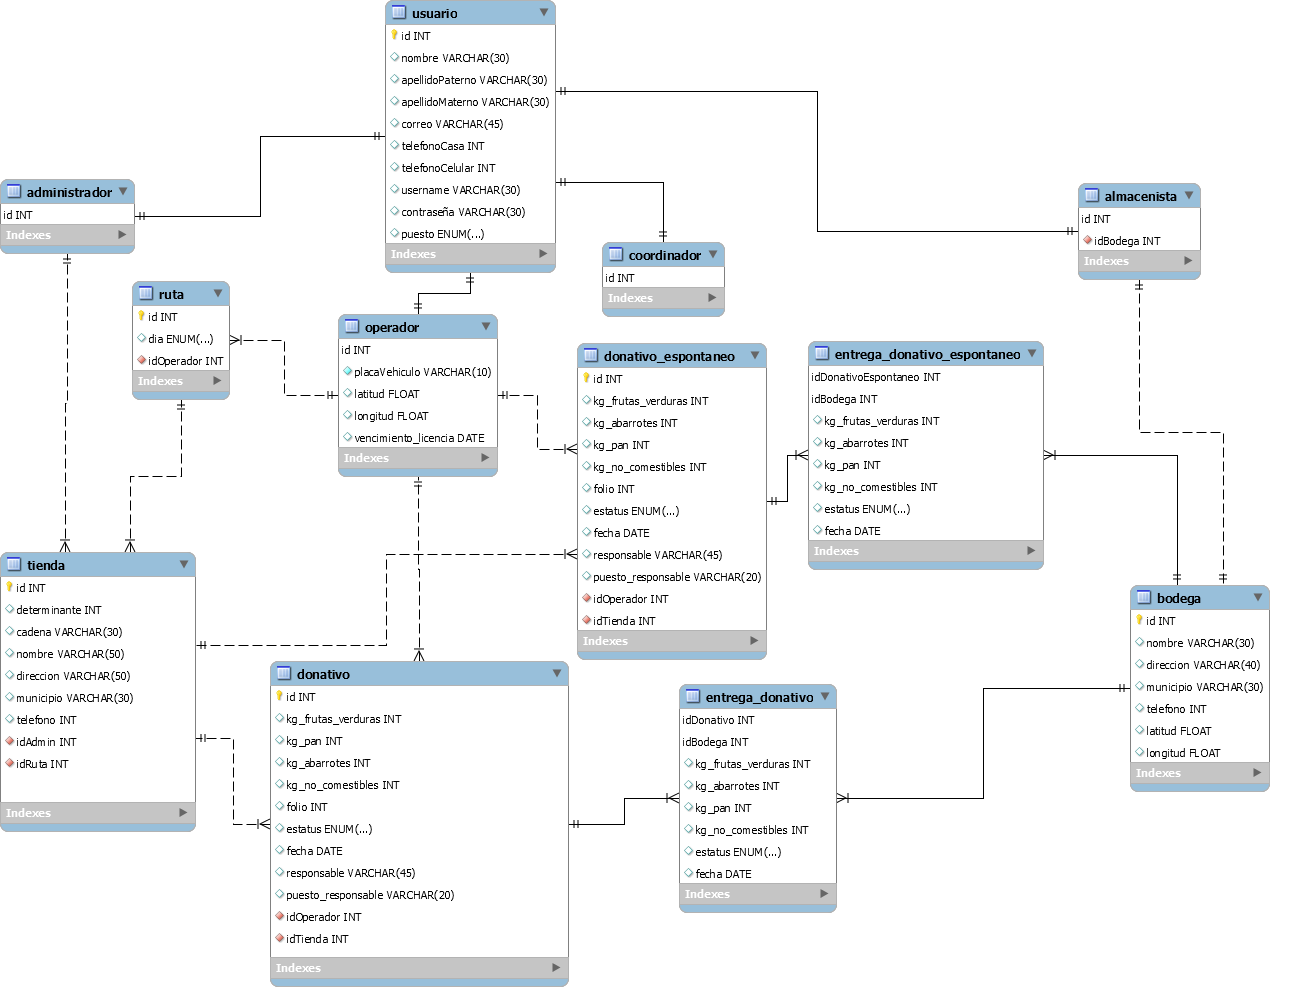 usuario
id INT
nombre VARCHAR(30)
apellidoPaterno VARCHAR(30)
apellidoMaterno VARCHAR(30)
correo VARCHAR(45)
telefonoCasa INT
telefonoCelular INT
username VARCHAR(30)
contraseña VARCHAR(30)
puesto ENUM(...)
Indexes
administrador
id INT
Indexes
almacenista
id INT
idBodega INT
Indexes
coordinador
id INT
Indexes
ruta
id INT
dia ENUM(...)
idOperador INT
Indexes
operador
id INT
placaVehiculo VARCHAR(10)
latitud FLOAT
longitud FLOAT
vencimiento_licencia DATE
Indexes
donativo_espontaneo
id INT
kg_frutas_verduras INT
kg_abarrotes INT
kg_pan INT
kg_no_comestibles INT
folio INT
estatus ENUM(...)
fecha DATE
responsable VARCHAR(45)
puesto_responsable VARCHAR(20)
idOperador INT
idTienda INT
Indexes
entrega_donativo_espontaneo
idDonativoEspontaneo INT
idBodega INT
kg_frutas_verduras INT
kg_abarrotes INT
kg_pan INT
kg_no_comestibles INT
estatus ENUM(...)
fecha DATE
Indexes
tienda
id INT
determinante INT
cadena VARCHAR(30)
nombre VARCHAR(50)
direccion VARCHAR(50)
municipio VARCHAR(30)
telefono INT
idAdmin INT
idRuta INT
Indexes
bodega
id INT
nombre VARCHAR(30)
direccion VARCHAR(40)
municipio VARCHAR(30)
telefono INT
latitud FLOAT
longitud FLOAT
Indexes
donativo
id INT
kg_frutas_verduras INT
kg_pan INT
kg_abarrotes INT
kg_no_comestibles INT
folio INT
estatus ENUM(...)
fecha DATE
responsable VARCHAR(45)
puesto_responsable VARCHAR(20)
idOperador INT
idTienda INT
Indexes
entrega_donativo
idDonativo INT
idBodega INT
kg_frutas_verduras INT
kg_abarrotes INT
kg_pan INT
kg_no_comestibles INT
estatus ENUM(...)
fecha DATE
Indexes